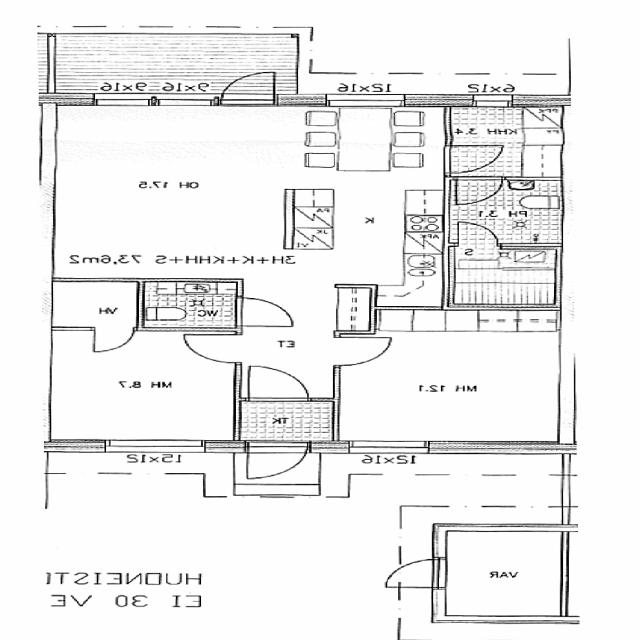 9x16 9x16
12x16
6x12
KHH 3.4
OH 17.5
K
PH 3.1
S
3H+K+KHH+S 73,6m2
VH
WC
ET
MH 8.7
MH 12.1
TK
15x12
12x16
VAR
HUONEISTI
EI 30 VE